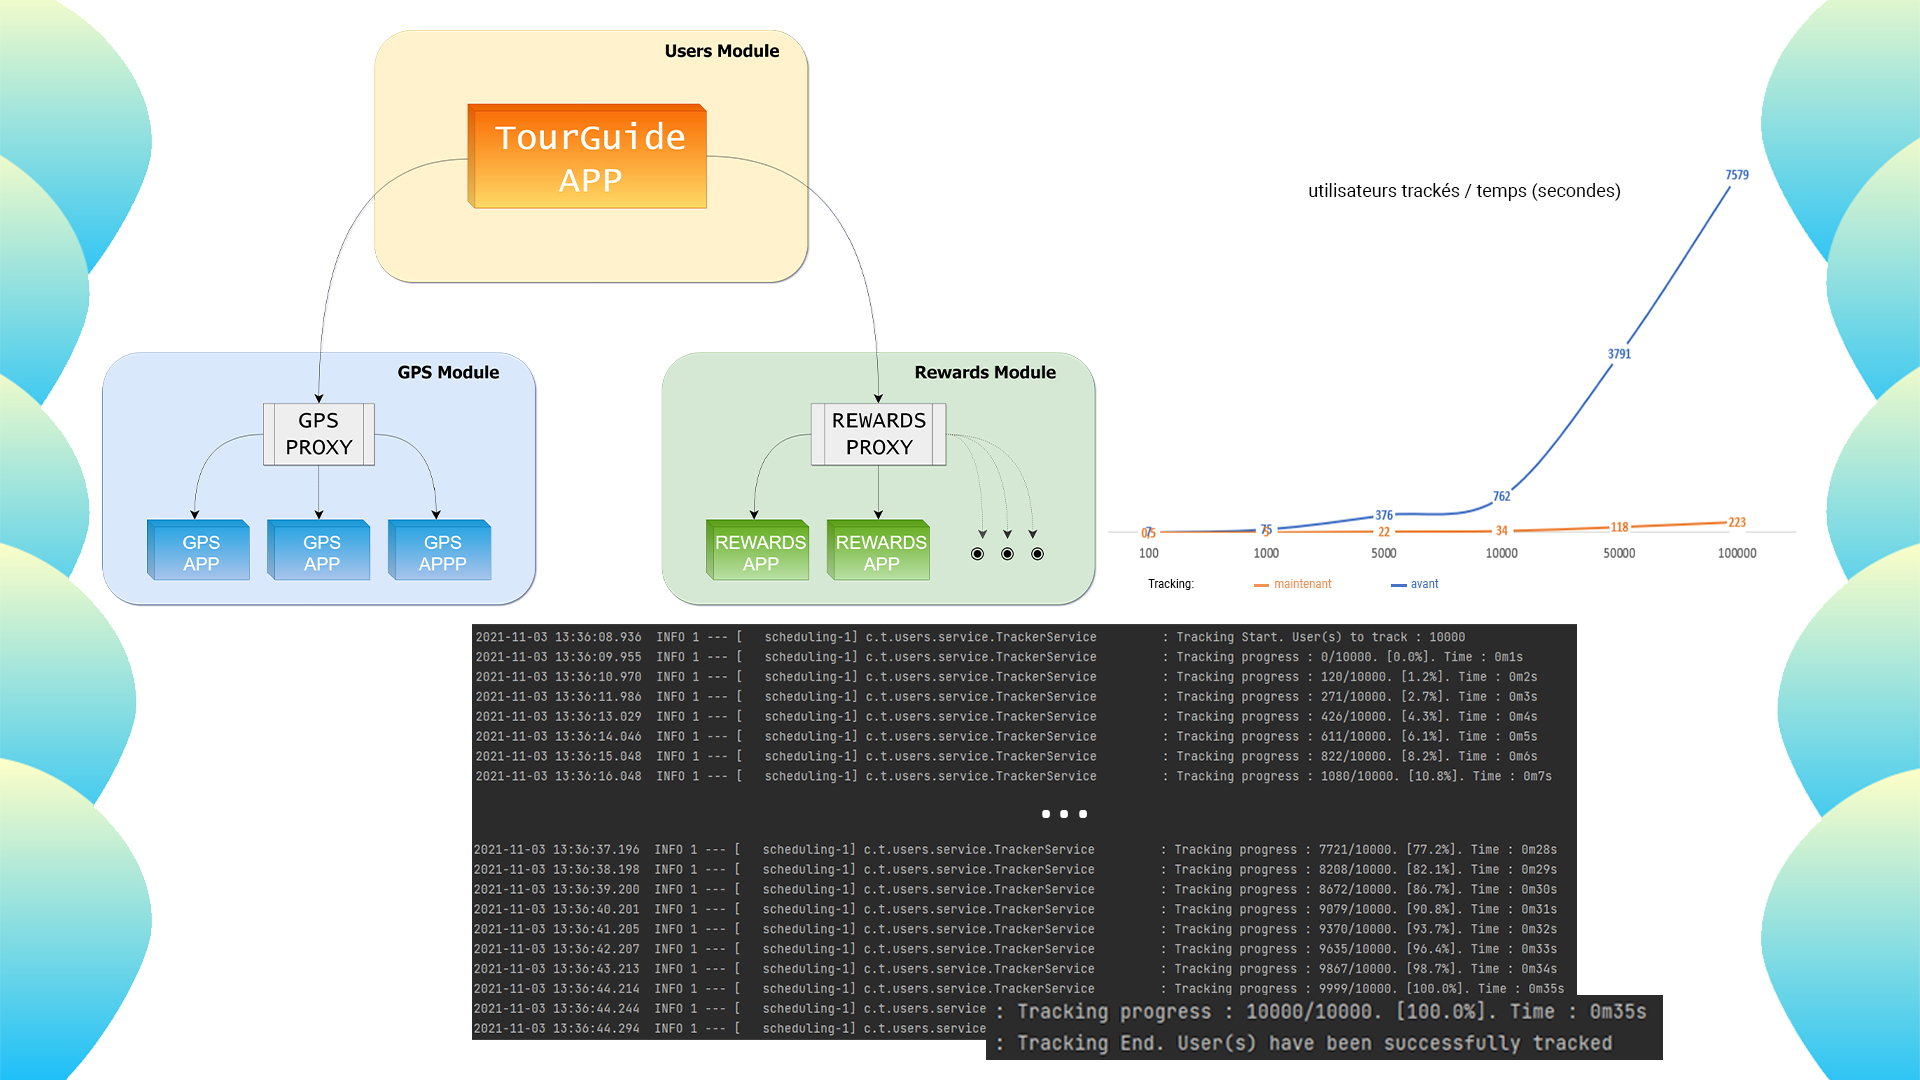 Users Module
TourGuide
APP
GPS Module
GPS
PROXY
GPS
APP
GPS
APP
GPS
APPP
Rewards Module
REWARDS
PROXY
REWARDS
APP
REWARDS
APP
utilisateurs trackés / temps (secondes)
7579
3791
762
376
75
7
22
34
118
223
100
1000
5000
10000
50000
100000
Tracking:
maintenant
avant
2021-11-03 13:36:08.936 INFO 1 --- [ scheduling-1] c.t.users.service.TrackerService : Tracking Start. User(s) to track : 10000
2021-11-03 13:36:09.955 INFO 1 --- [ scheduling-1] c.t.users.service.TrackerService : Tracking progress : 0/10000. [0.0%]. Time : 0m1s
2021-11-03 13:36:10.970 INFO 1 --- [ scheduling-1] c.t.users.service.TrackerService : Tracking progress : 120/10000. [1.2%]. Time : 0m2s
2021-11-03 13:36:11.986 INFO 1 --- [ scheduling-1] c.t.users.service.TrackerService : Tracking progress : 271/10000. [2.7%]. Time : 0m3s
2021-11-03 13:36:13.029 INFO 1 --- [ scheduling-1] c.t.users.service.TrackerService : Tracking progress : 426/10000. [4.3%]. Time : 0m4s
2021-11-03 13:36:14.046 INFO 1 --- [ scheduling-1] c.t.users.service.TrackerService : Tracking progress : 611/10000. [6.1%]. Time : 0m5s
2021-11-03 13:36:15.048 INFO 1 --- [ scheduling-1] c.t.users.service.TrackerService : Tracking progress : 822/10000. [8.2%]. Time : 0m6s
2021-11-03 13:36:16.048 INFO 1 --- [ scheduling-1] c.t.users.service.TrackerService : Tracking progress : 1080/10000. [10.8%]. Time : 0m7s
...
2021-11-03 13:36:37.196 INFO 1 --- [ scheduling-1] c.t.users.service.TrackerService : Tracking progress : 7721/10000. [77.2%]. Time : 0m28s
2021-11-03 13:36:38.198 INFO 1 --- [ scheduling-1] c.t.users.service.TrackerService : Tracking progress : 8208/10000. [82.1%]. Time : 0m29s
2021-11-03 13:36:39.200 INFO 1 --- [ scheduling-1] c.t.users.service.TrackerService : Tracking progress : 8672/10000. [86.7%]. Time : 0m30s
2021-11-03 13:36:40.201 INFO 1 --- [ scheduling-1] c.t.users.service.TrackerService : Tracking progress : 9079/10000. [90.8%]. Time : 0m31s
2021-11-03 13:36:41.205 INFO 1 --- [ scheduling-1] c.t.users.service.TrackerService : Tracking progress : 9370/10000. [93.7%]. Time : 0m32s
2021-11-03 13:36:42.207 INFO 1 --- [ scheduling-1] c.t.users.service.TrackerService : Tracking progress : 9635/10000. [96.4%]. Time : 0m33s
2021-11-03 13:36:43.213 INFO 1 --- [ scheduling-1] c.t.users.service.TrackerService : Tracking progress : 9867/10000. [98.7%]. Time : 0m34s
2021-11-03 13:36:44.214 INFO 1 --- [ scheduling-1] c.t.users.service.TrackerService : Tracking progress : 9999/10000. [100.0%]. Time : 0m35s
2021-11-03 13:36:44.244 INFO 1 --- [ scheduling-1] c.t.users.service : Tracking progress : 10000/10000. [100.0%]. Time : 0m35s
2021-11-03 13:36:44.294 INFO 1 --- [ scheduling-1] c.t.users.service : Tracking End. User(s) have been successfully tracked